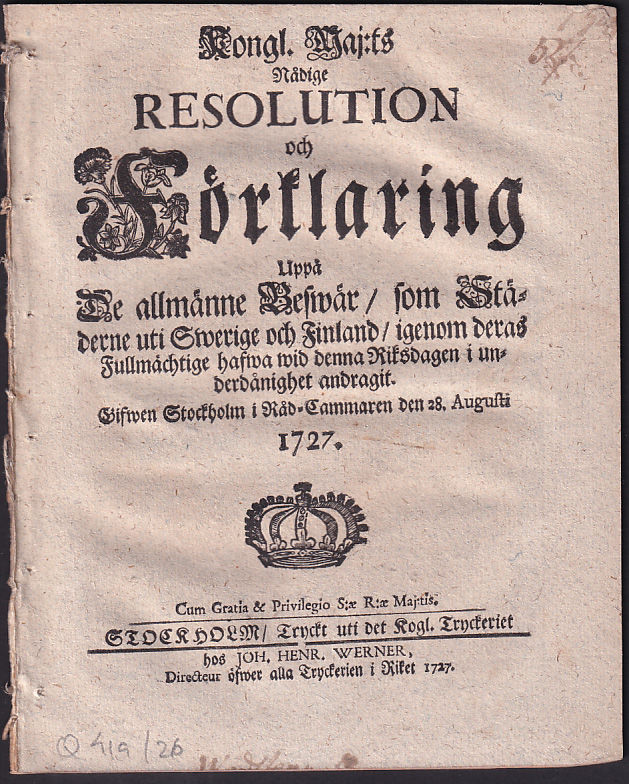 Kongl. Maj:ts
Nådige
RESOLUTION
och
Förklaring
Uppå
De allmänne Beswär / som Stä-
derne uti Swerige och Finland / igenom deras
Fullmächtige hafwa wid denna Riksdagen i un-
derdånighet andragit.
Gifwen Stockholm i Råd-Cammaren den 28. Augusti
1727.
Cum Gratia & Privilegio S:æ R:æ Maj:tis.
STOCKHOLM / Tryckt uti det Kogl. Tryckeriet
hos JOH. HENR. WERNER,
Directeur öfwer alla Tryckerien i Riket 1727.
Q 419 / 26